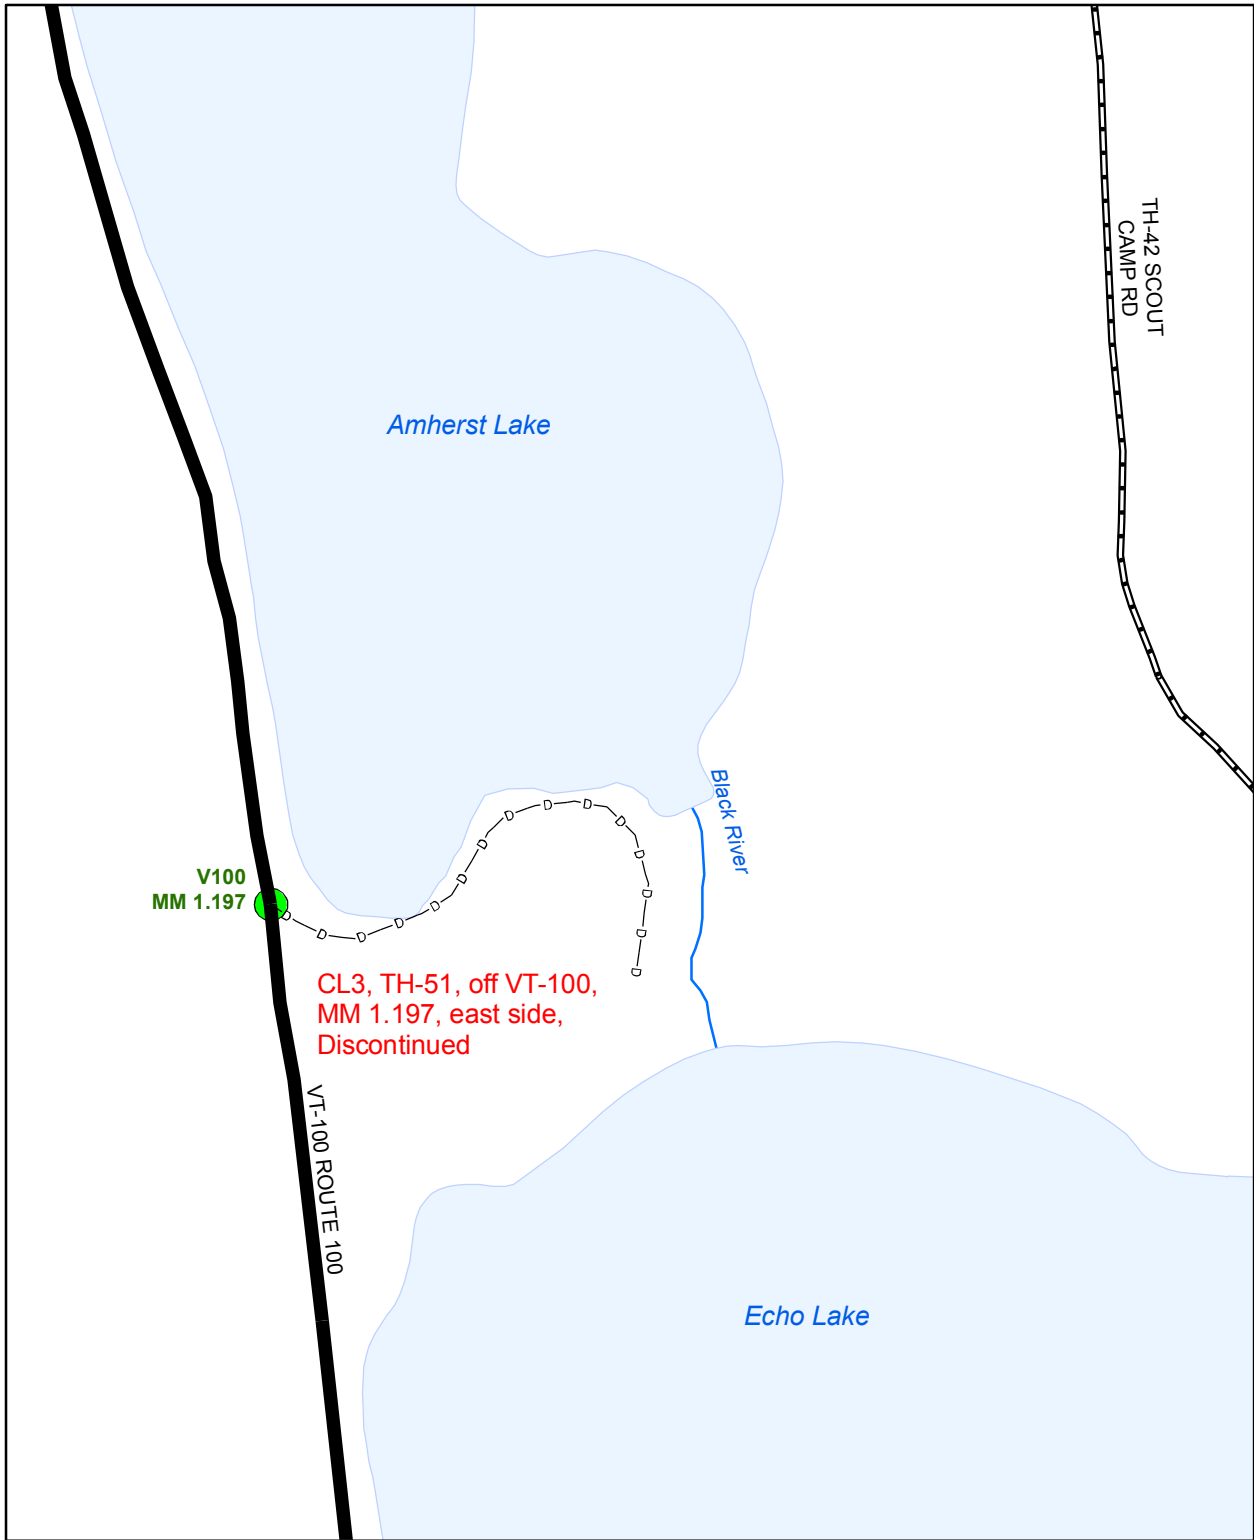 TH-42 SCOUT
CAMP RD
Amherst Lake
Black River
V100
MM 1.197
D D D D D D D D D D D D D D D D
CL3, TH-51, off VT-100,
MM 1.197, east side,
Discontinued
VT-100 ROUTE 100
Echo Lake